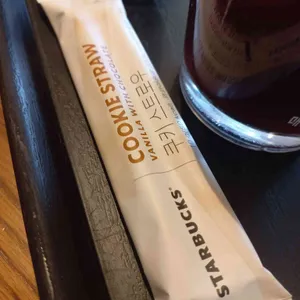 COOKIE STRAW
VANILLA WITH CHOCOLATE
쿠키 스트로우
STARBUCKS